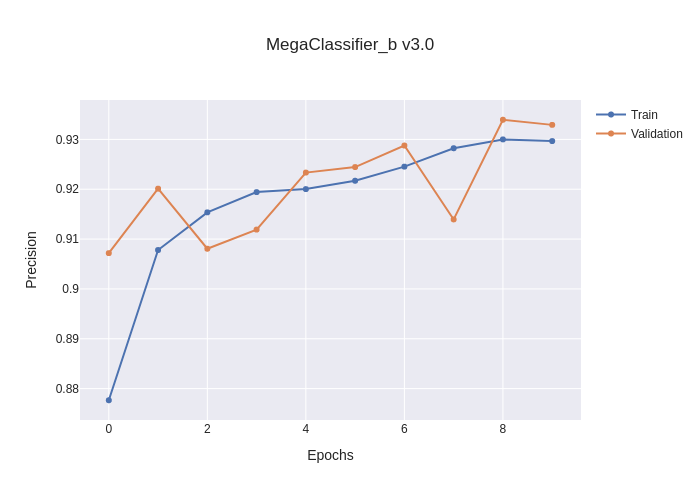 MegaClassifier_b v3.0
Train
Validation
0.93
0.92
0.91
0.9
0.89
0.88
Precision
0 2 4 6 8
Epochs